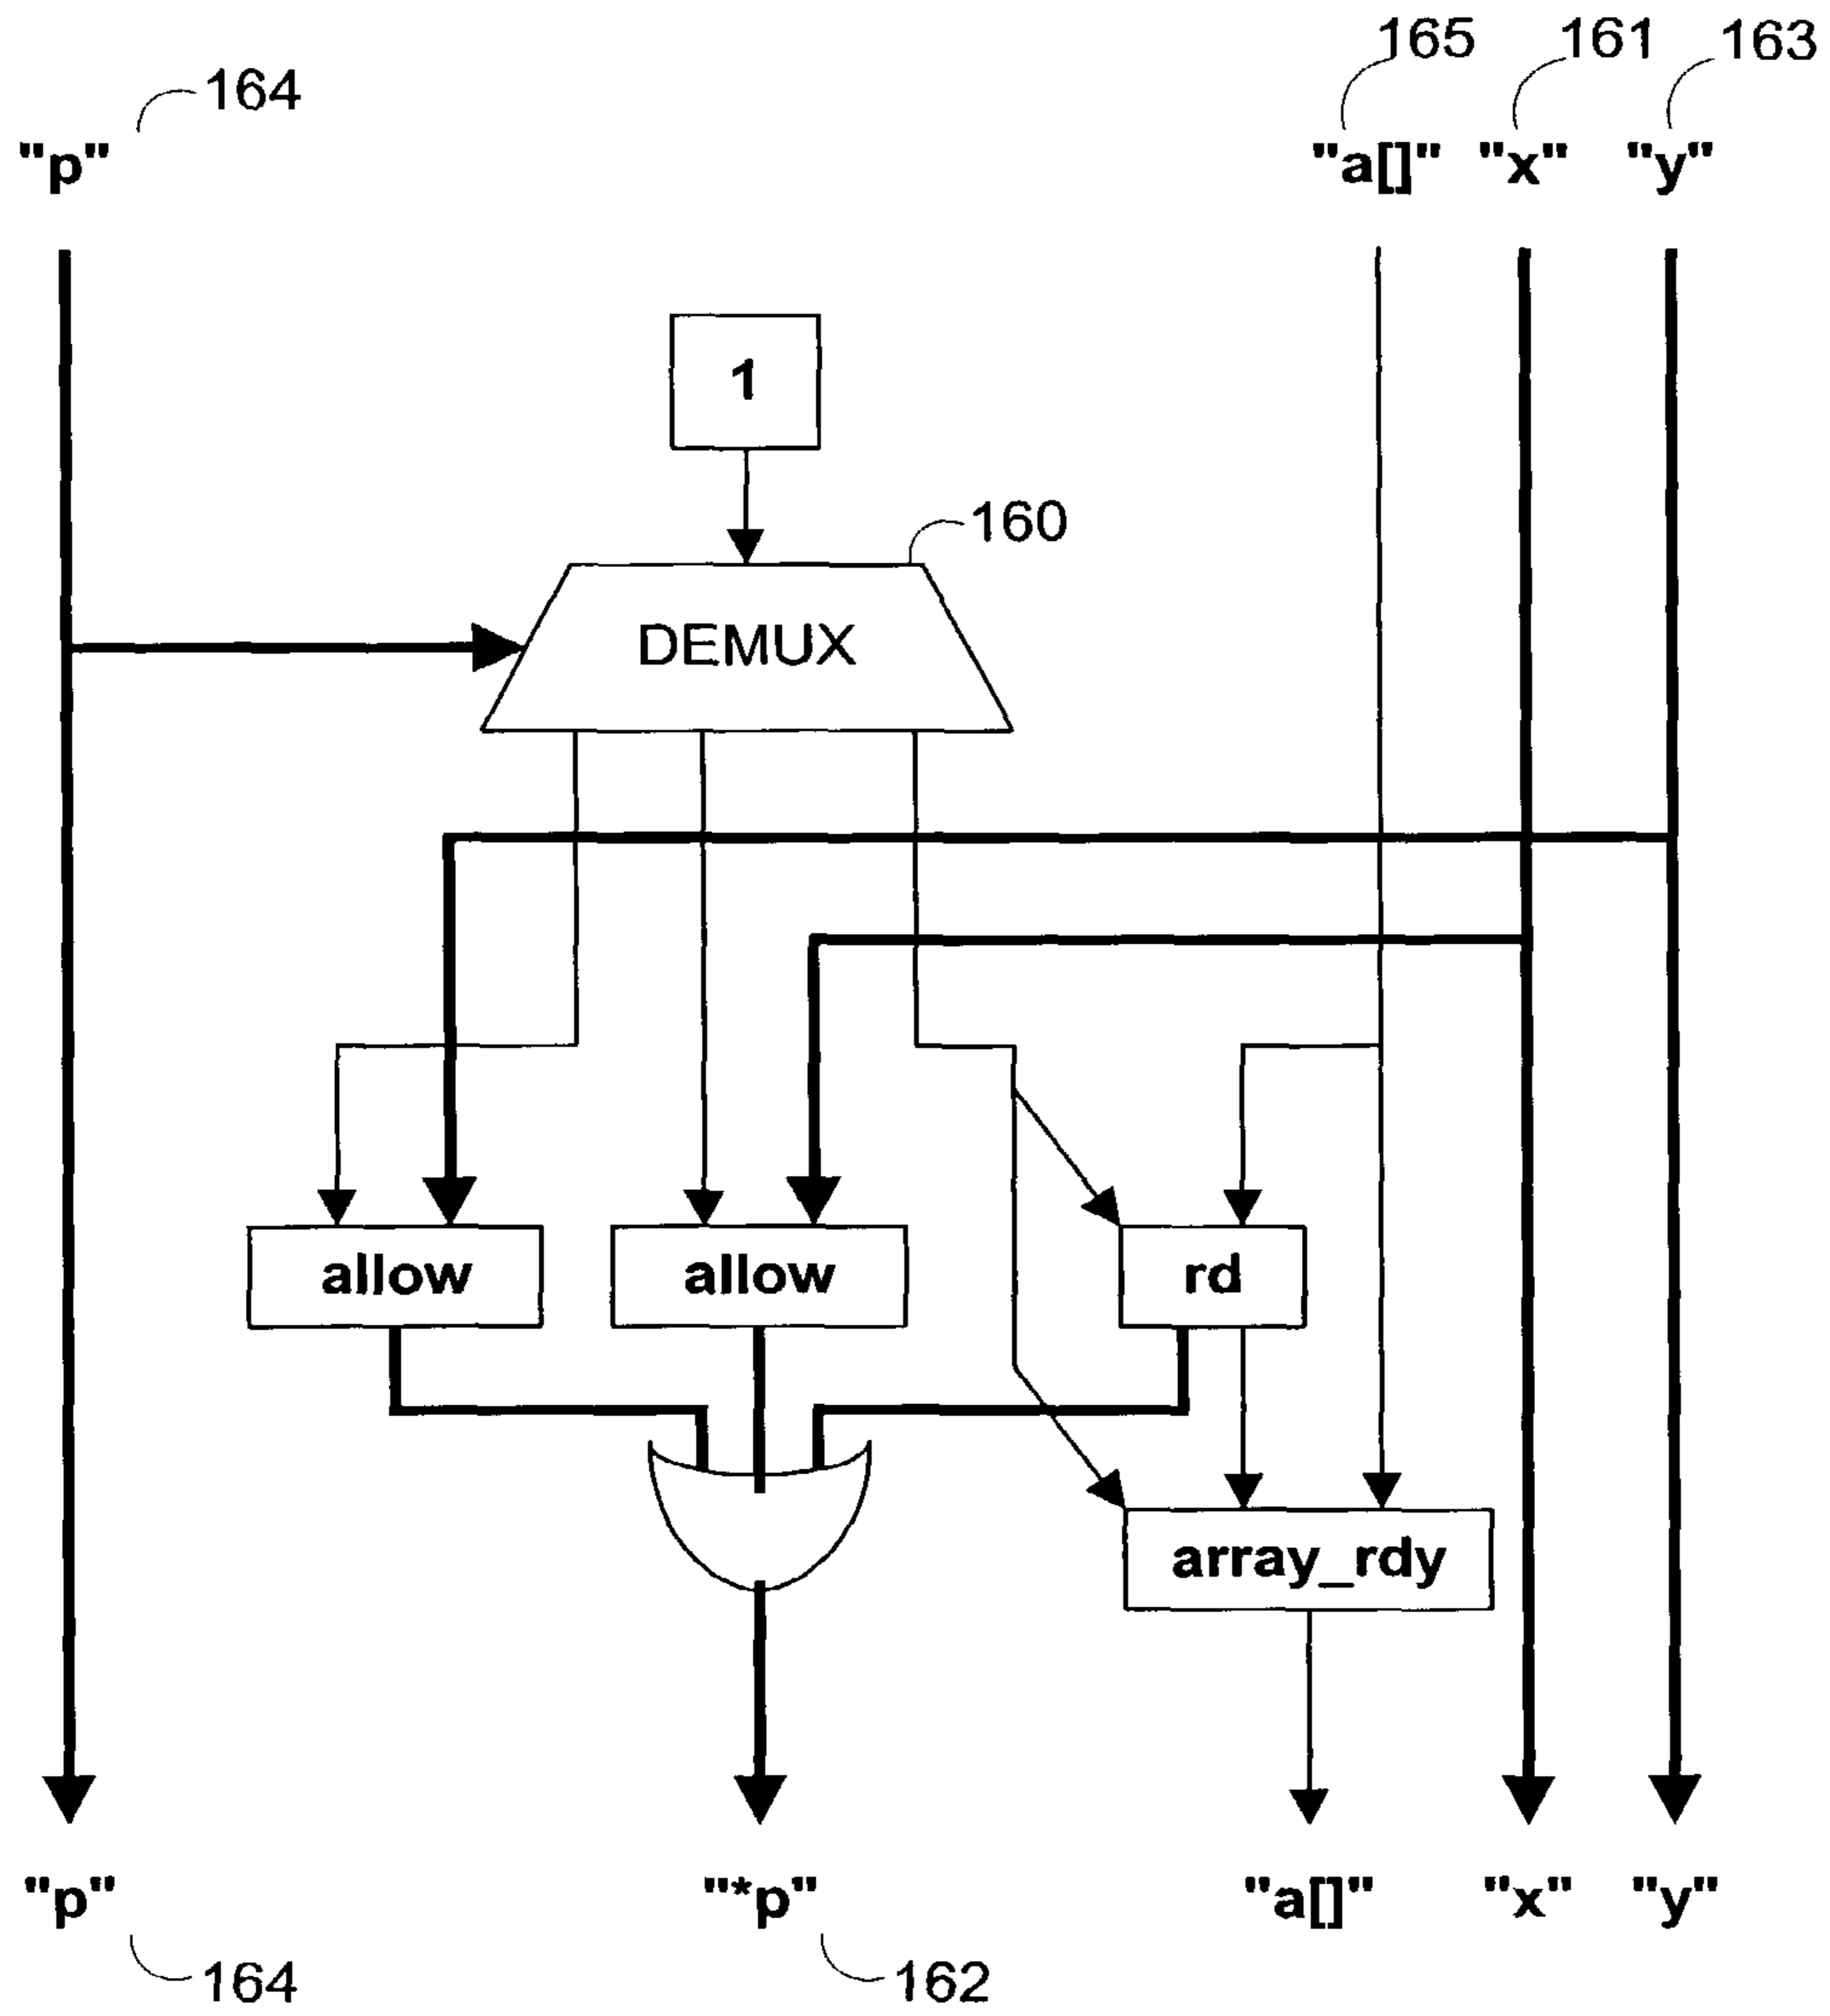 165 161 163
164
"p" "a[]" "x" "y"
1
160
DEMUX
allow allow rd
array_rdy
"p" "*p" "a[]" "x" "y"
164 162